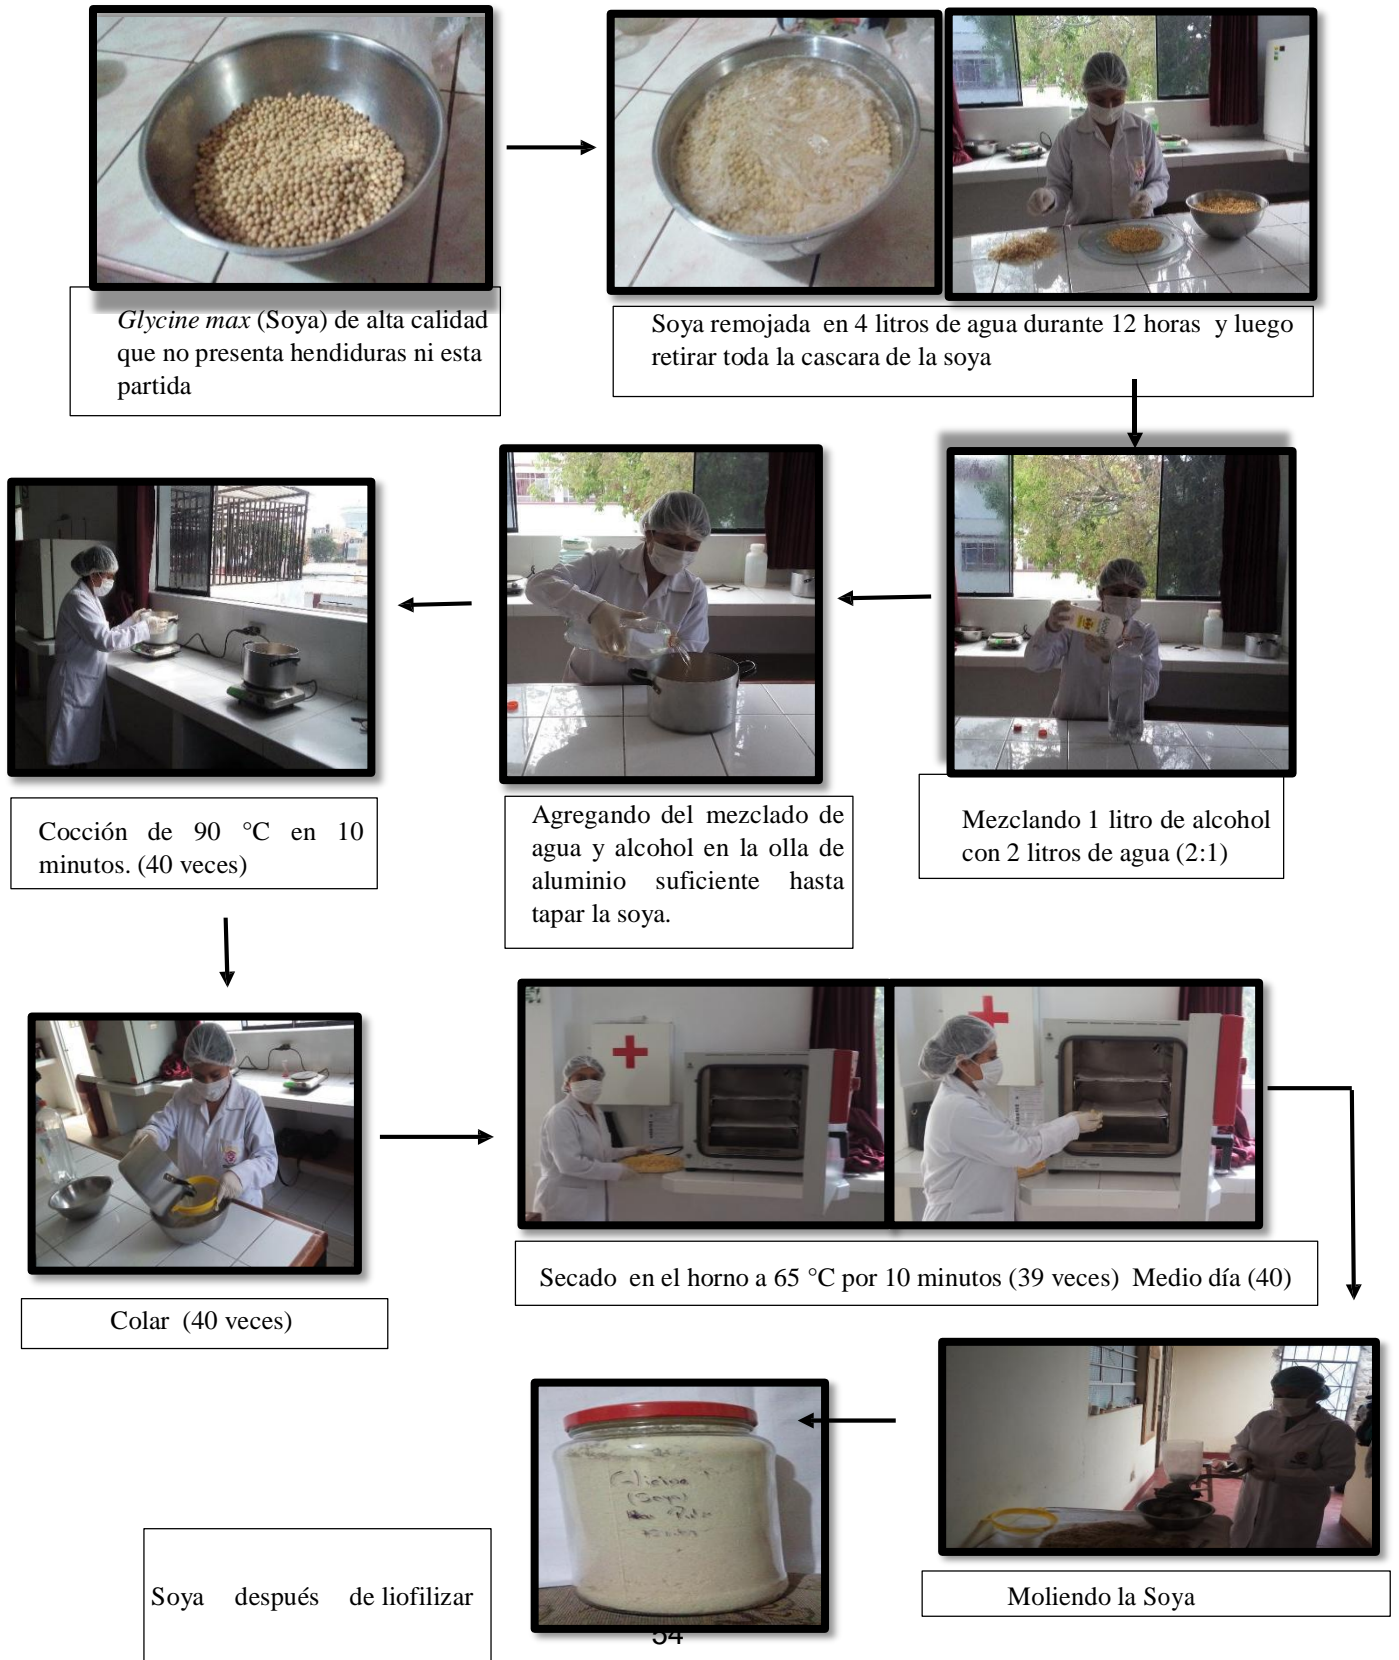 Glycine max (Soya) de alta calidad
que no presenta hendiduras ni esta
partida
Soya remojada en 4 litros de agua durante 12 horas y luego
retirar toda la cascara de la soya
Mezclando 1 litro de alcohol
con 2 litros de agua (2:1)
Agregando del mezclado de
agua y alcohol en la olla de
aluminio suficiente hasta
tapar la soya.
Cocción de 90 °C en 10
minutos. (40 veces)
Colar (40 veces)
Secado en el horno a 65 °C por 10 minutos (39 veces) Medio día (40)
Moliendo la Soya
(Soya)
Soya después de liofilizar
54